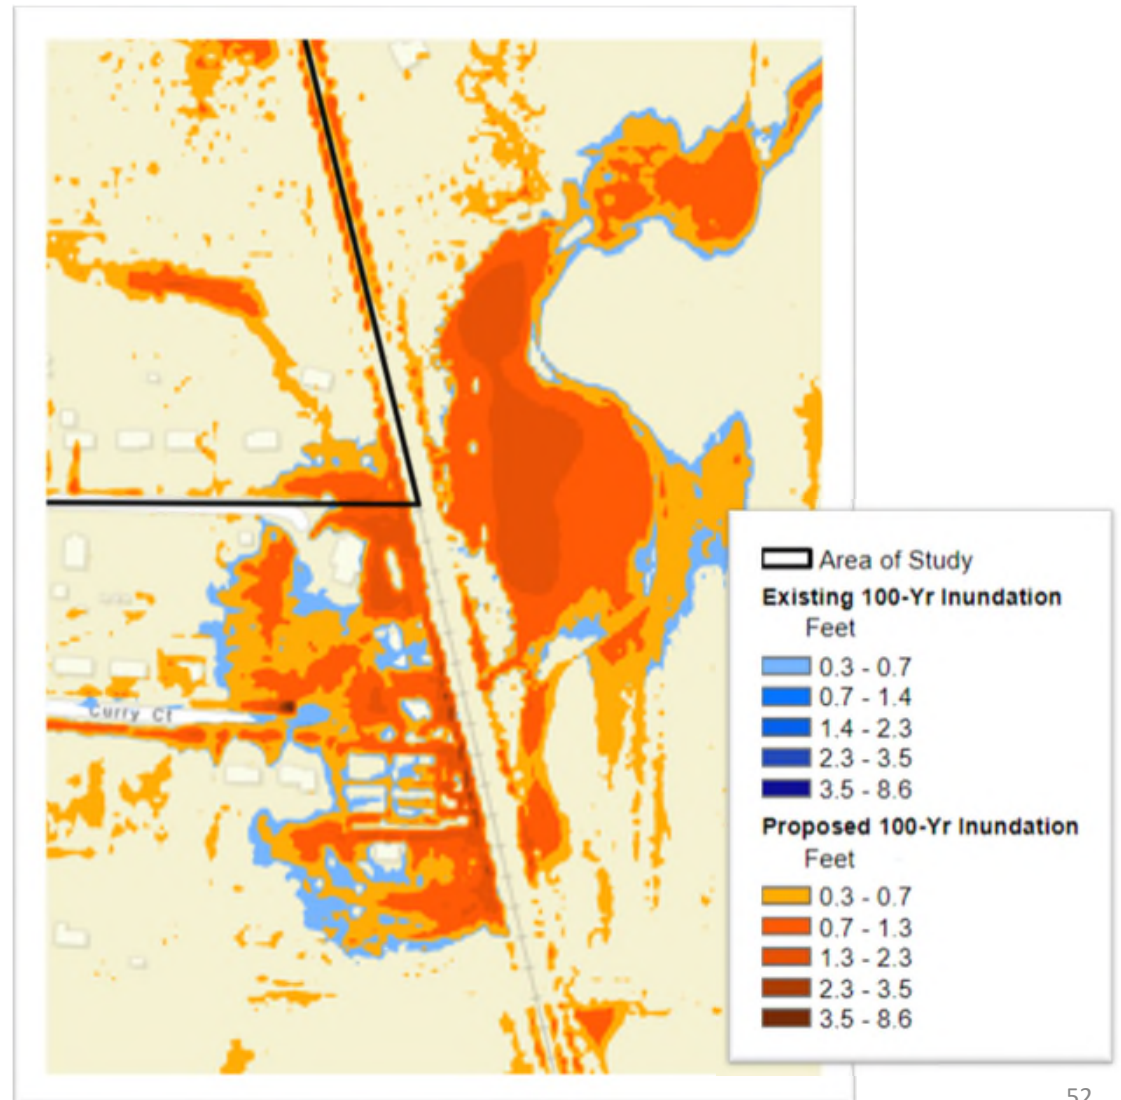 Curry Ct
Area of Study
Existing 100-Yr Inundation
Feet
0.3 - 0.7
0.7 - 1.4
1.4 - 2.3
2.3 - 3.5
3.5 - 8.6
Proposed 100-Yr Inundation
Feet
0.3 - 0.7
0.7 - 1.3
1.3 - 2.3
2.3 - 3.5
3.5 - 8.6
52